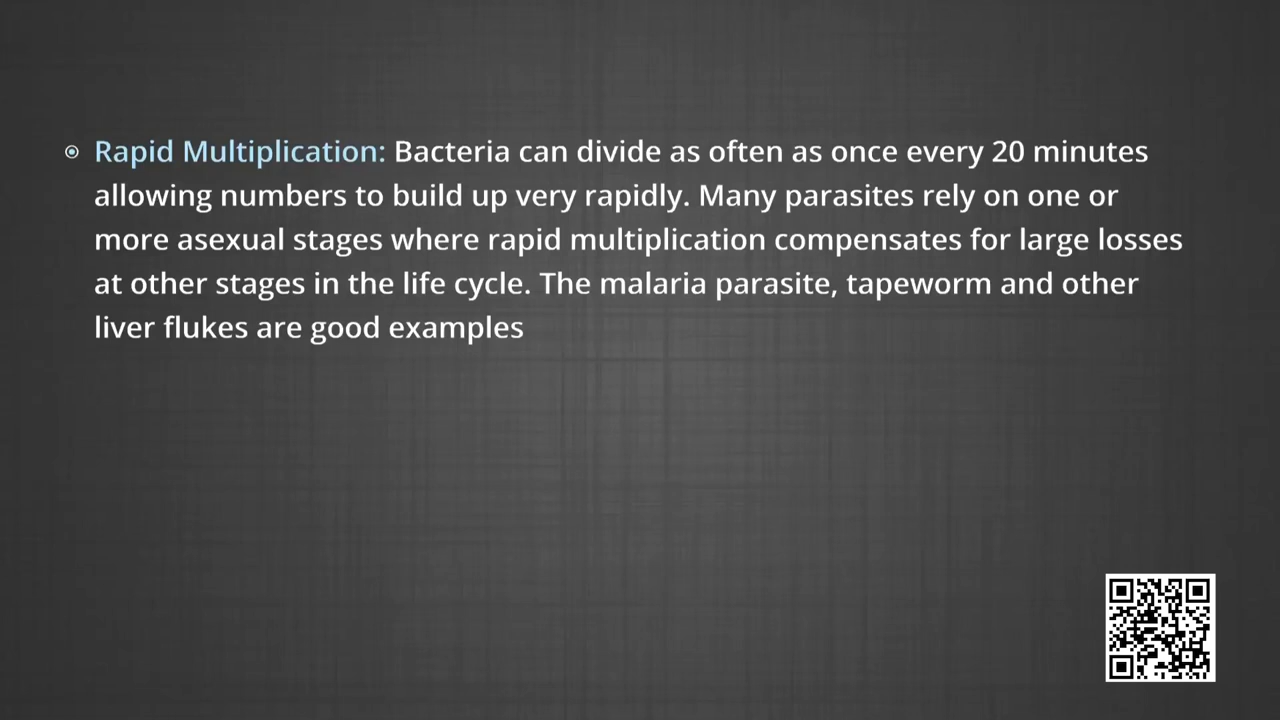 Rapid Multiplication: Bacteria can divide as often as once every 20 minutes
allowing numbers to build up very rapidly. Many parasites rely on one or
more asexual stages where rapid multiplication compensates for large losses
at other stages in the life cycle. The malaria parasite, tapeworm and other
liver flukes are good examples